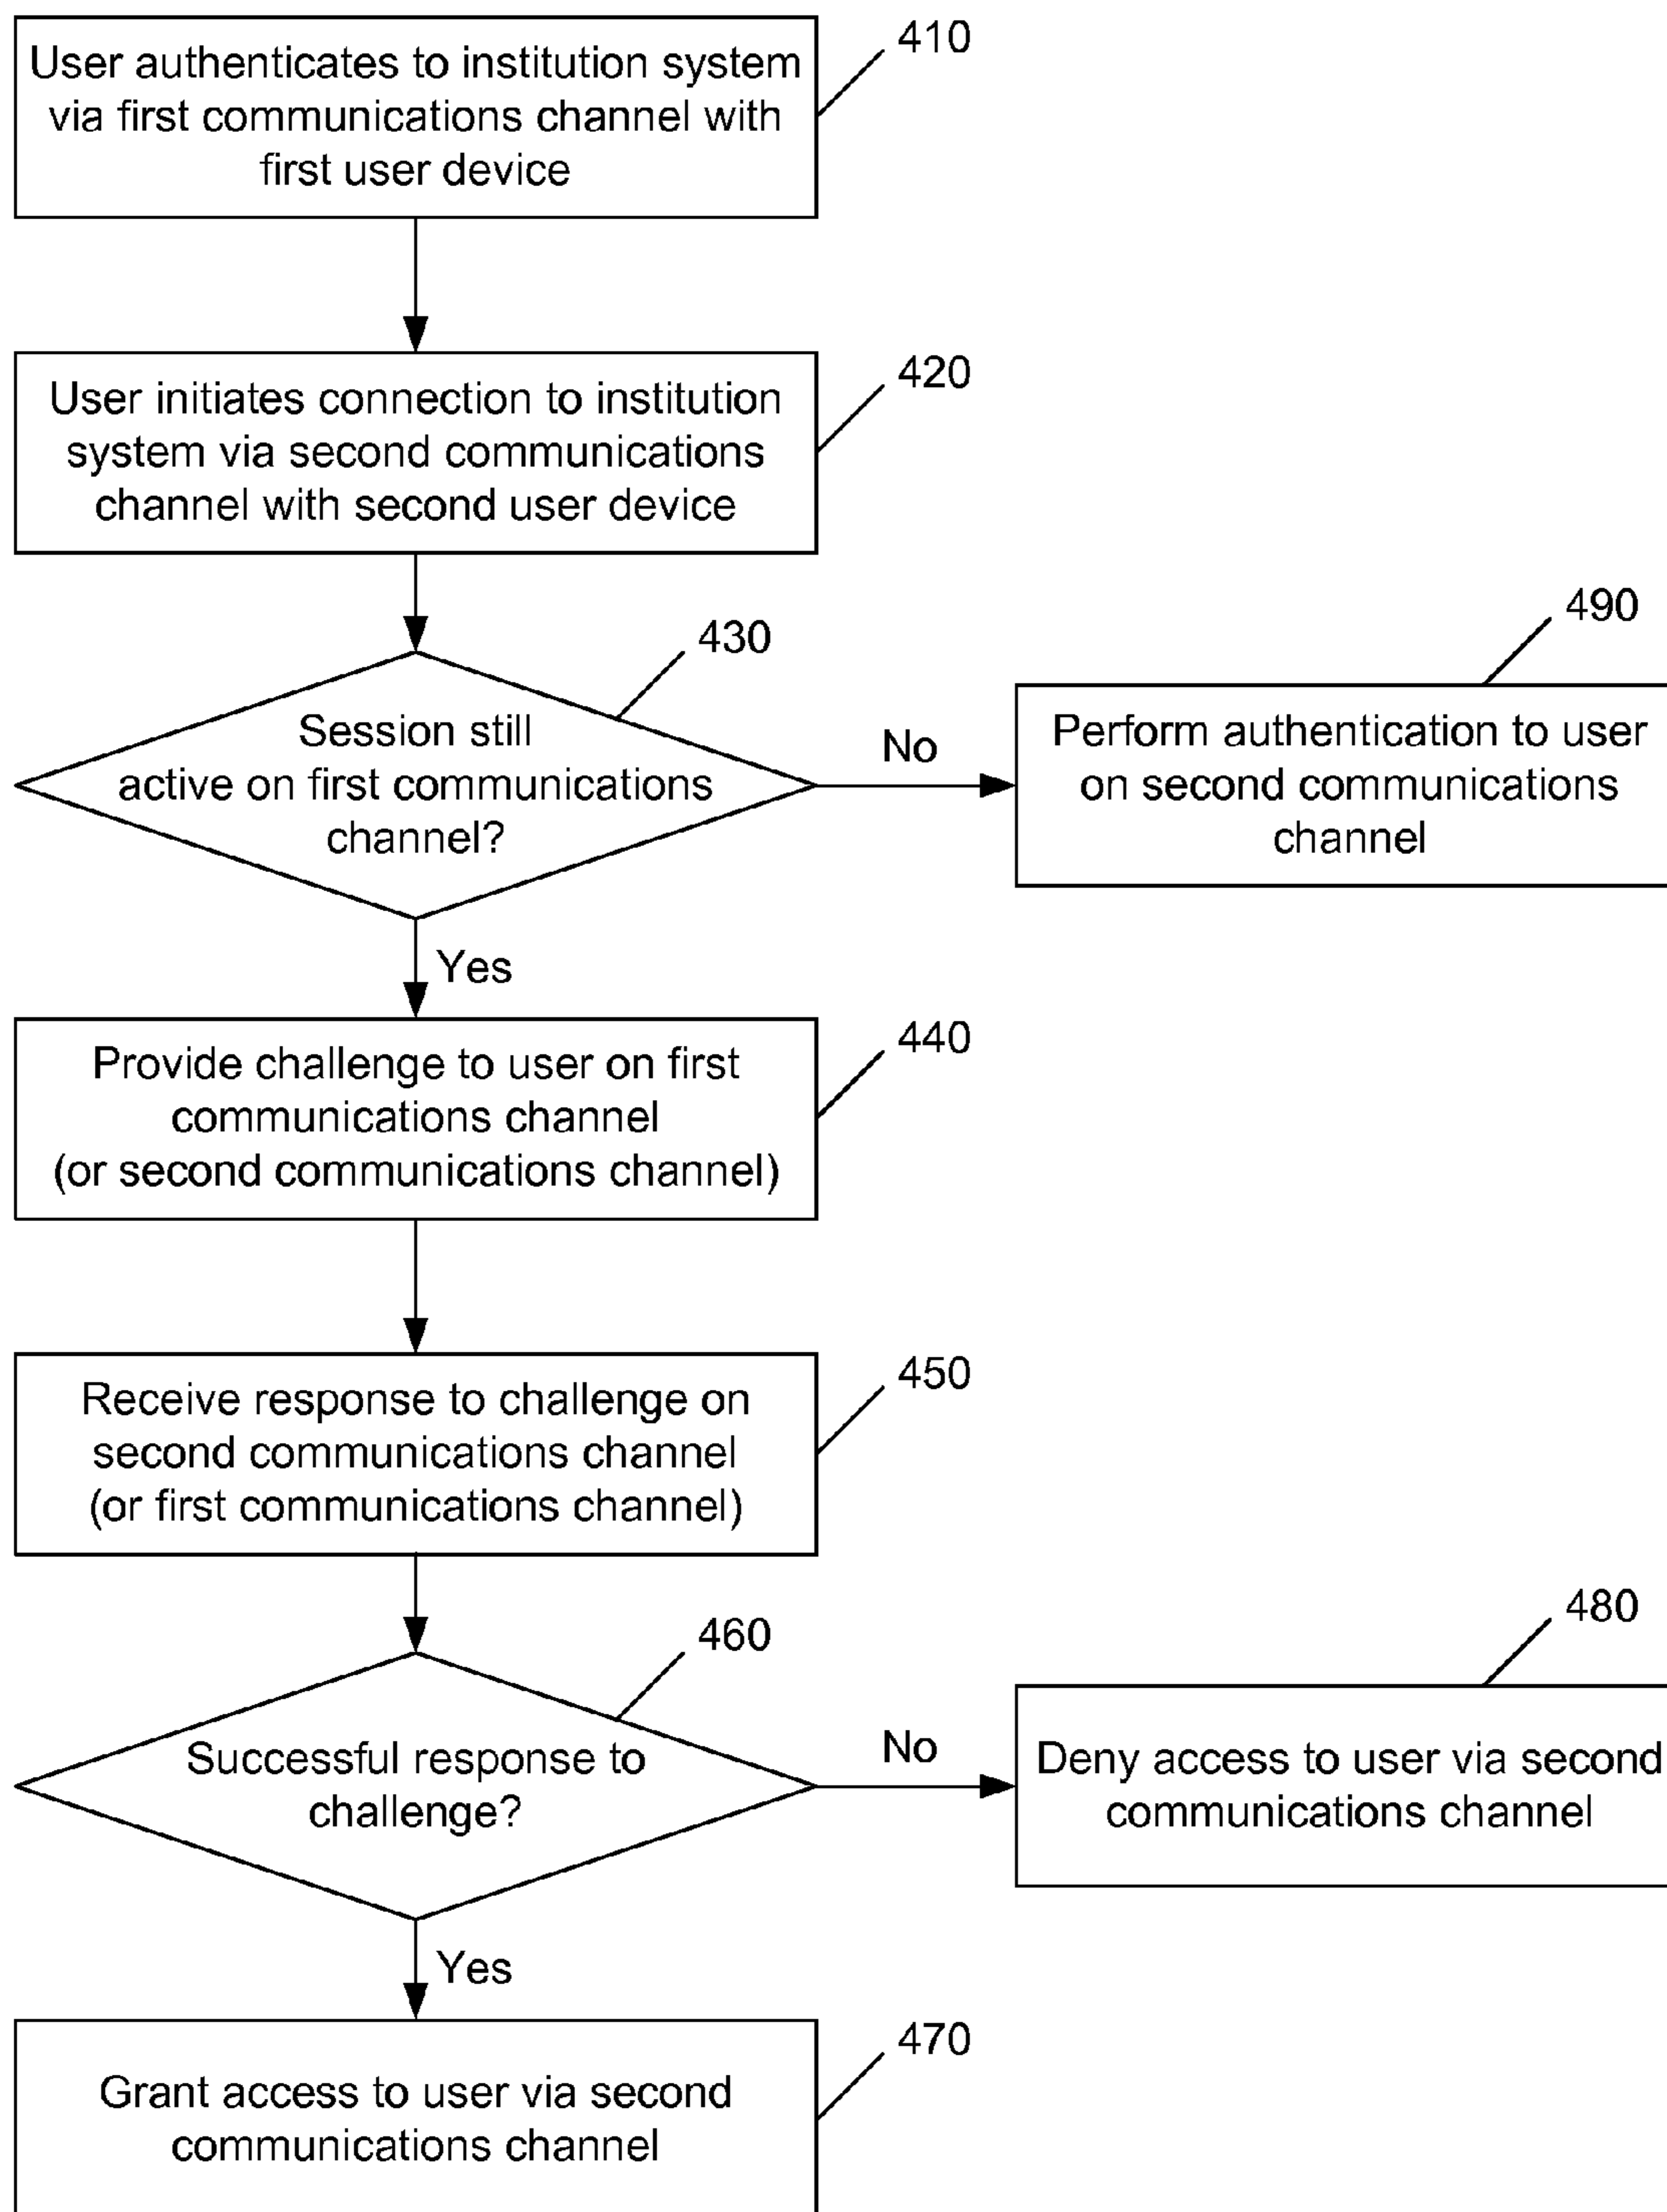 User authenticates to institution system
via first communications channel with
first user device
410
User initiates connection to institution
system via second communications
channel with second user device
420
Session still
active on first communications
channel?
430
No
Perform authentication to user
on second communications
channel
490
Yes
Provide challenge to user on first
communications channel
(or second communications channel)
440
Receive response to challenge on
second communications channel
(or first communications channel)
450
Successful response to
challenge?
460
No
Deny access to user via second
communications channel
480
Yes
Grant access to user via second
communications channel
470